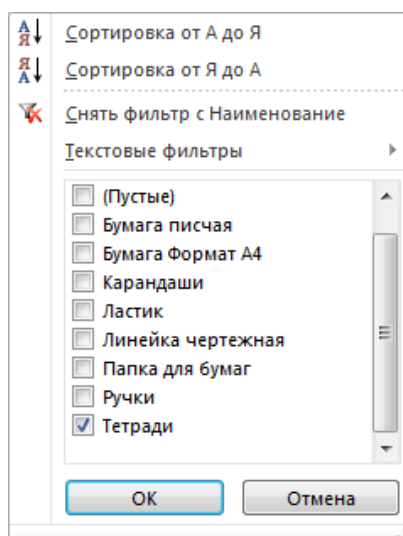 Сортировка от А до Я
Сортировка от Я до А
Снять фильтр с Наименование
Текстовые фильтры
(Пустые)
Бумага писчая
Бумага Формат А4
Карандаши
Ластик
Линейка чертежная
Папка для бумаг
Ручки
Тетради
ОК
Отмена